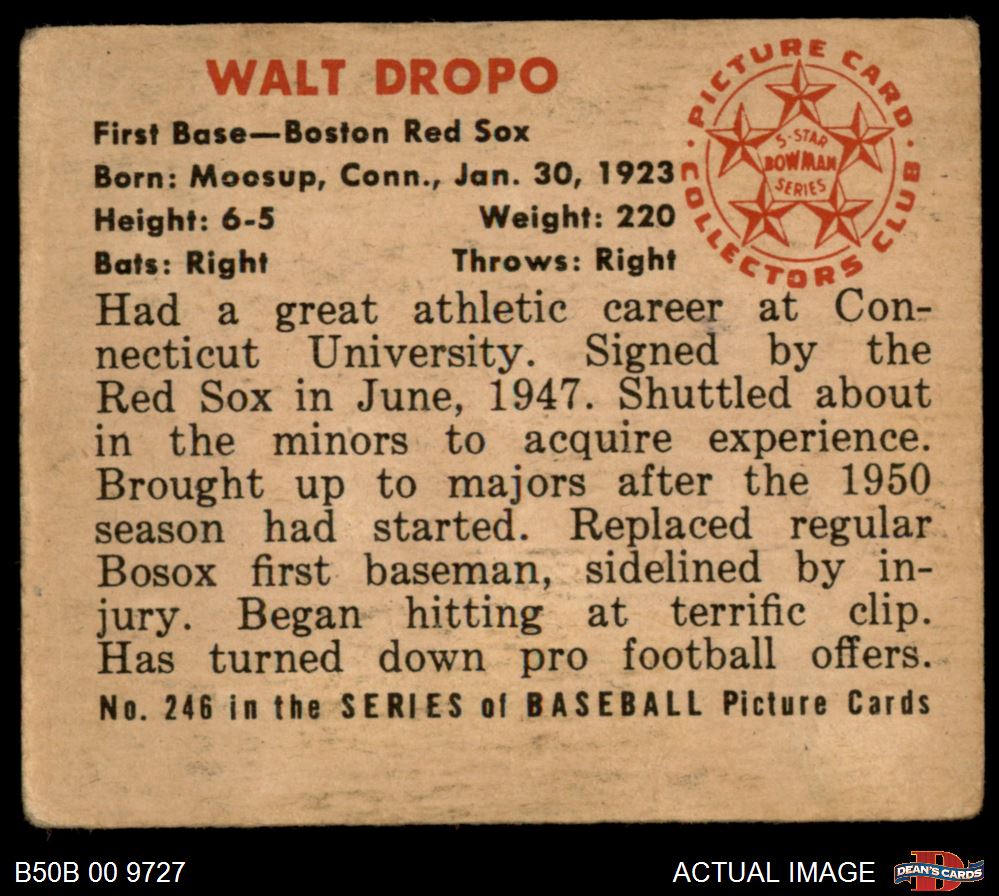 WALT DROPO
First Base—Boston Red Sox
Born: Moosup, Conn., Jan. 30, 1923
Height: 6-5 Weight: 220
Bats: Right Throws: Right
PICTURE CARD
COLLECTORS CLUB
5-STAR
BOWMAN
SERIES
Had a great athletic career at Con-
necticut University. Signed by the
Red Sox in June, 1947. Shuttled about
in the minors to acquire experience.
Brought up to majors after the 1950
season had started. Replaced regular
Bosox first baseman, sidelined by in-
jury. Began hitting at terrific clip.
Has turned down pro football offers.
No. 246 in the SERIES of BASEBALL Picture Cards
B50B 00 9727
ACTUAL IMAGE
DEAN'S CARDS